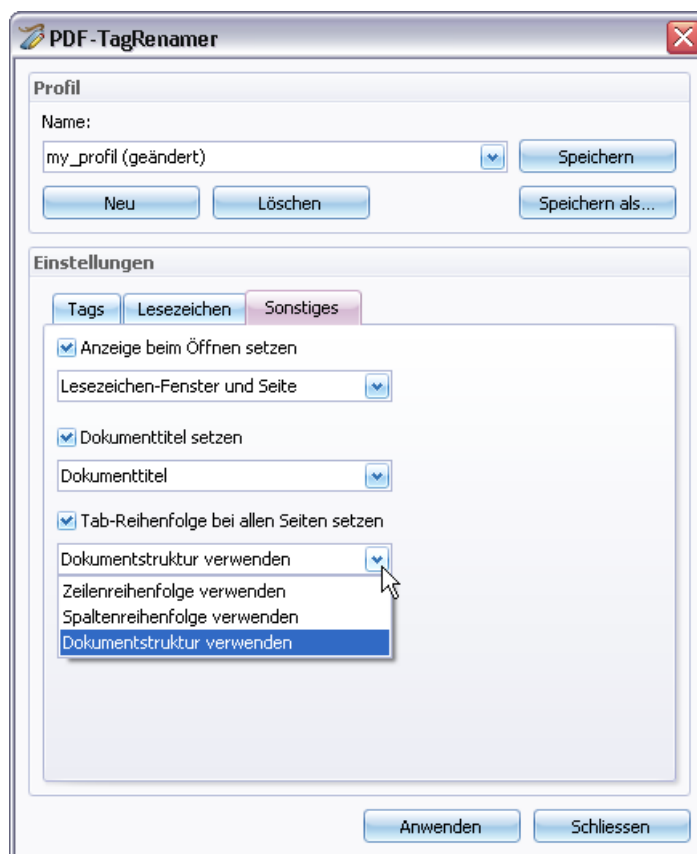 PDF-TagRenamer
Profil
Name:
my_profil (geändert)
Speichern
Neu
Löschen
Speichern als...
Einstellungen
Tags
Lesezeichen
Sonstiges
Anzeige beim Öffnen setzen
Lesezeichen-Fenster und Seite
Dokumenttitel setzen
Dokumenttitel
Tab-Reihenfolge bei allen Seiten setzen
Dokumentstruktur verwenden
Zeilenreihenfolge verwenden
Spaltenreihenfolge verwenden
Dokumentstruktur verwenden
Anwenden
Schliessen